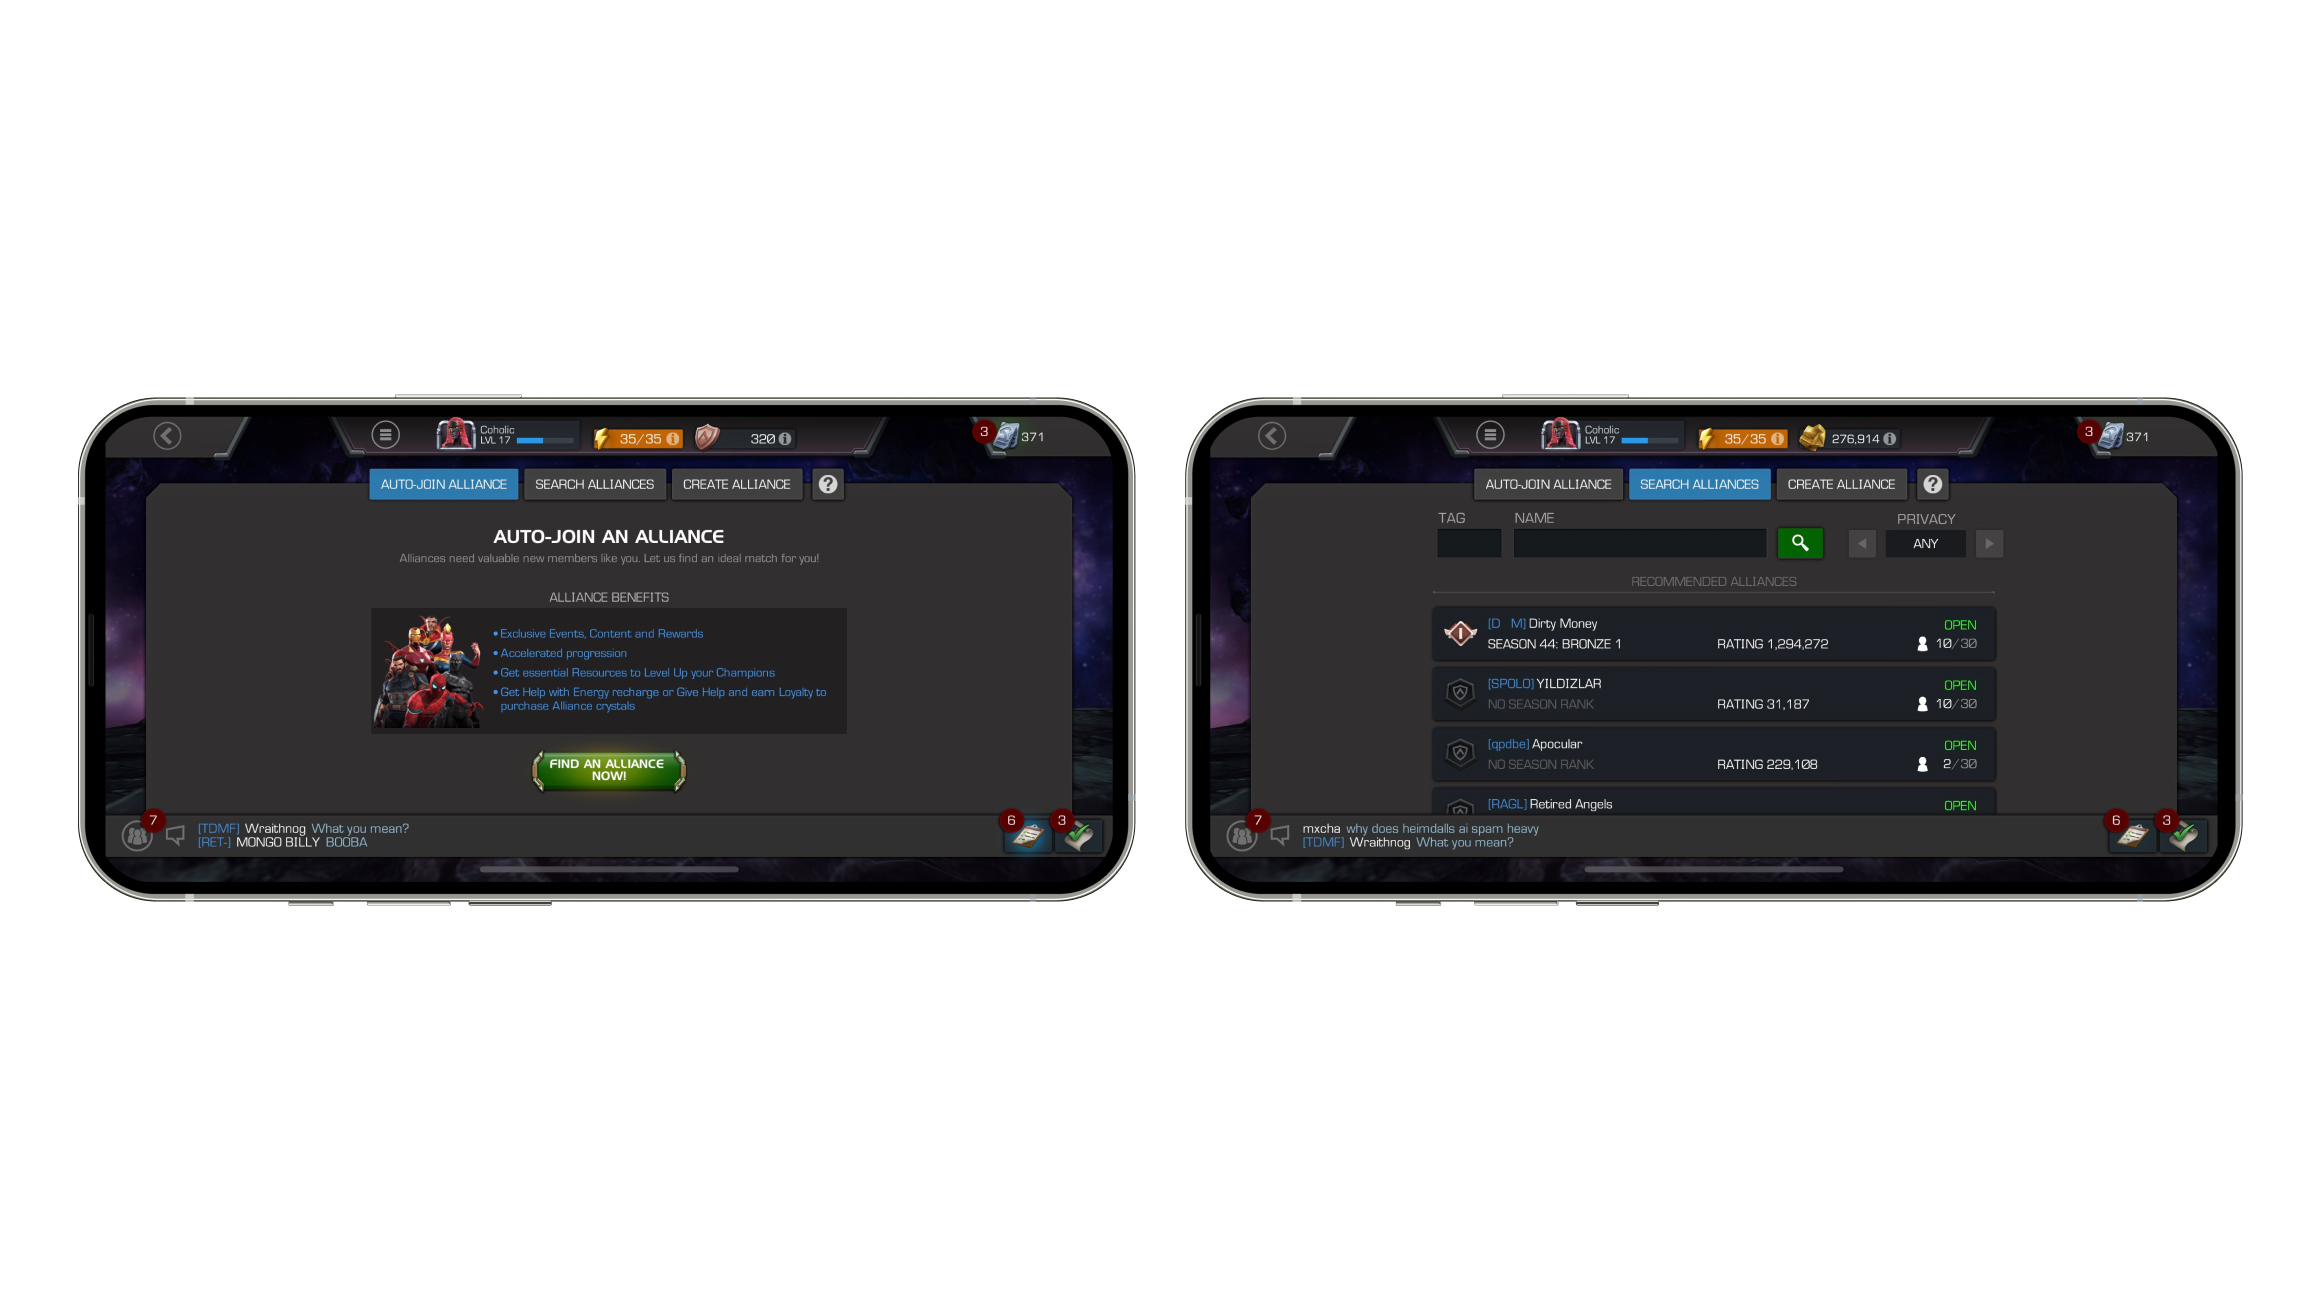 Coholic
LVL 17
35/35
320
3
371
AUTO-JOIN ALLIANCE
SEARCH ALLIANCES
CREATE ALLIANCE
?
AUTO-JOIN AN ALLIANCE
Alliances need valuable new members like you. Let us find an ideal match for you!
ALLIANCE BENEFITS
• Exclusive Events, Content and Rewards
• Accelerated progression
• Get essential Resources to Level Up your Champions
• Get Help with Energy recharge or Give Help and earn Loyalty to
purchase Alliance crystals
FIND AN ALLIANCE
NOW!
7
[TDMF] Wraithnog What you mean?
[RET-] MONGO BILLY BOOBA
6
3
Coholic
LVL 17
35/35
276,914
3
371
AUTO-JOIN ALLIANCE
SEARCH ALLIANCES
CREATE ALLIANCE
?
TAG
NAME
PRIVACY
ANY
RECOMMENDED ALLIANCES
[D M] Dirty Money
OPEN
SEASON 44: BRONZE 1
RATING 1,294,272
10/30
[SPOLO] YILDIZLAR
OPEN
NO SEASON RANK
RATING 31,187
10/30
[qpdbe] Apocular
OPEN
NO SEASON RANK
RATING 229,108
2/30
[RAGL] Retired Angels
OPEN
7
mxcha why does heimdalls ai spam heavy
[TDMF] Wraithnog What you mean?
6
3